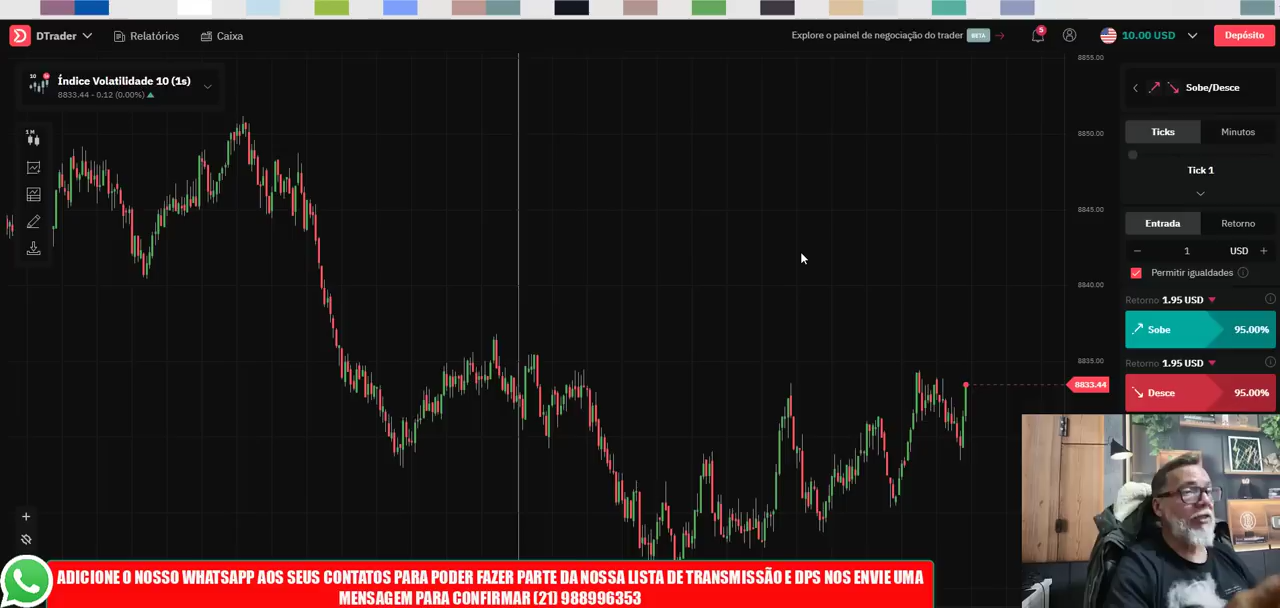 DTrader
Relatórios
Caixa
Explore o painel de negociação do trader BETA
5
10.00 USD
Depósito
10
Índice Volatilidade 10 (1s)
8833.44 - 0.12 (0.00%)
1M
8855.00
8850.00
8845.00
8840.00
8835.00
8833.44
Sobe/Desce
Ticks Minutos
Tick 1
Entrada Retorno
− 1 USD +
Permitir igualdades
Retorno 1.95 USD
Sobe 95.00%
Retorno 1.95 USD
Desce 95.00%
ADICIONE O NOSSO WHATSAPP AOS SEUS CONTATOS PARA PODER FAZER PARTE DA NOSSA LISTA DE TRANSMISSÃO E DPS NOS ENVIE UMA
MENSAGEM PARA CONFIRMAR (21) 988996353